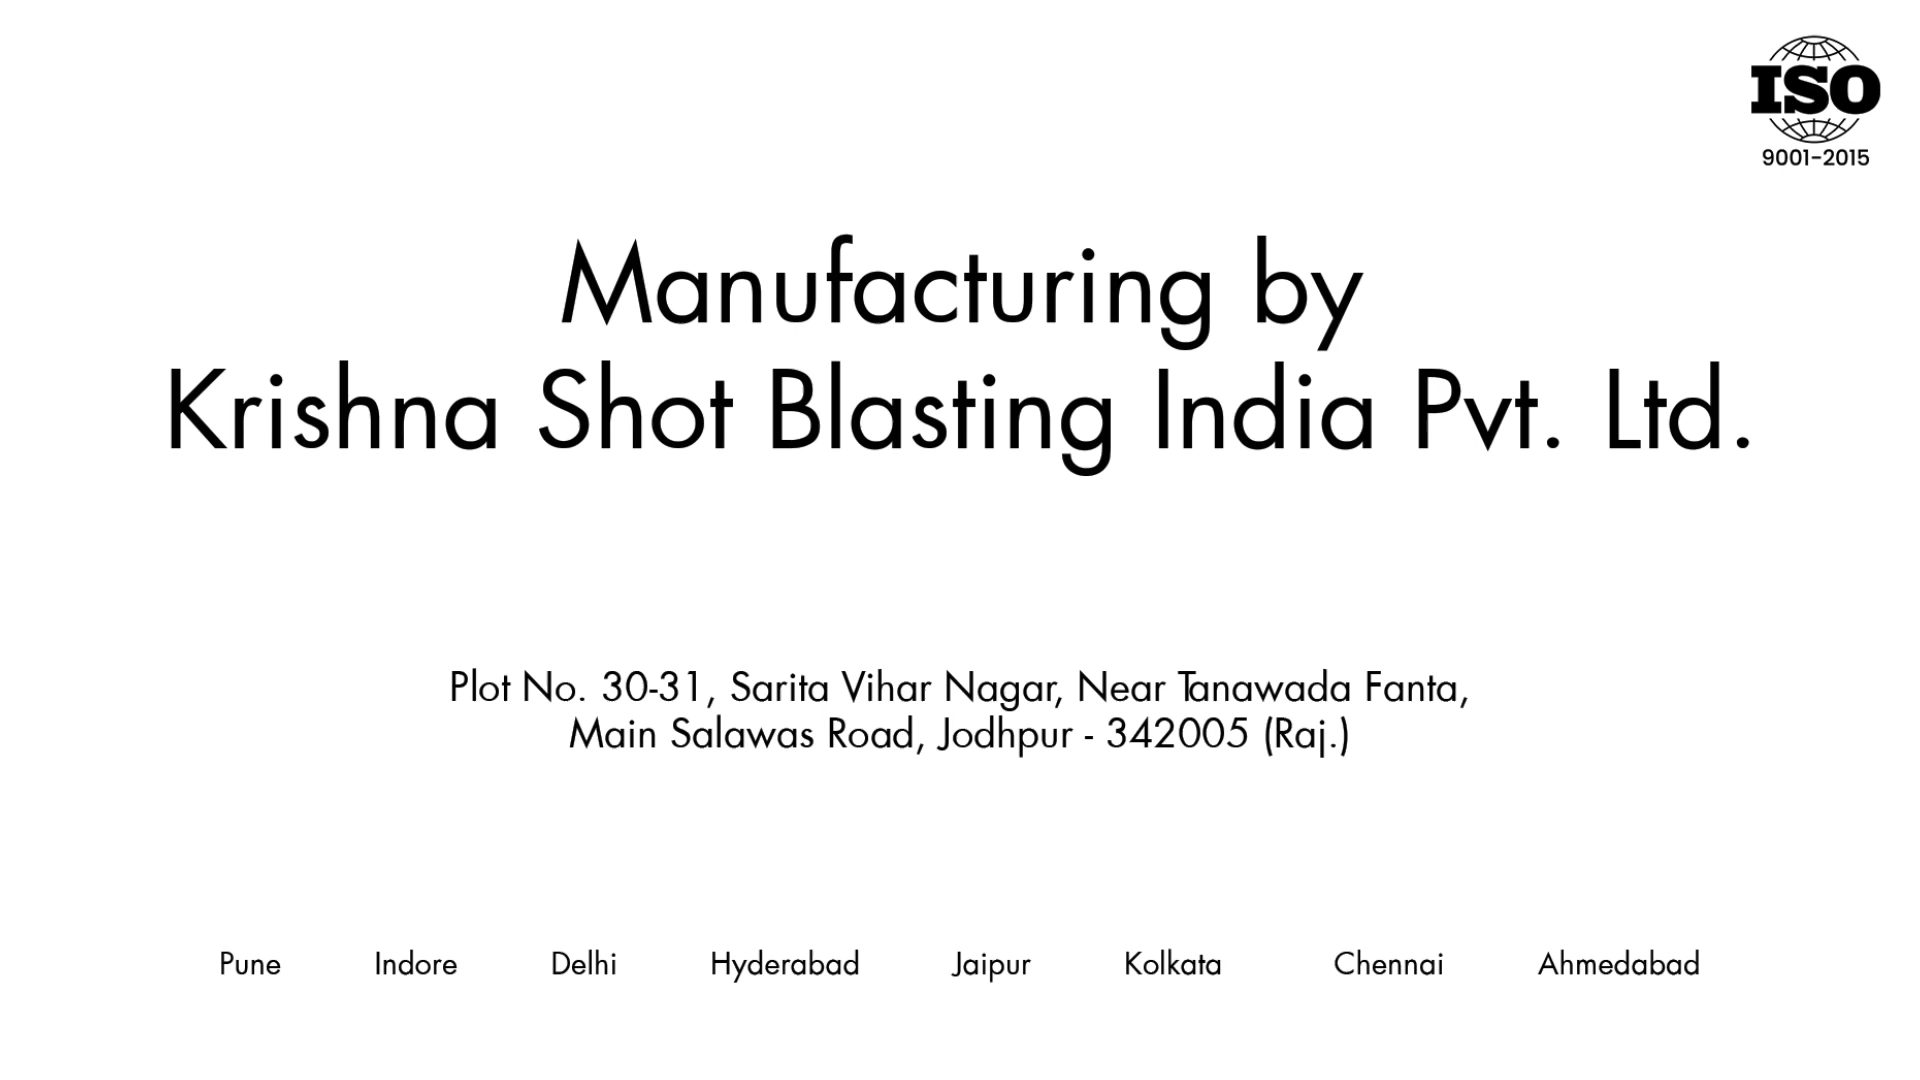 ISO
9001-2015
Manufacturing by
Krishna Shot Blasting India Pvt. Ltd.
Plot No. 30-31, Sarita Vihar Nagar, Near Tanawada Fanta,
Main Salawas Road, Jodhpur - 342005 (Raj.)
Pune Indore Delhi Hyderabad Jaipur Kolkata Chennai Ahmedabad